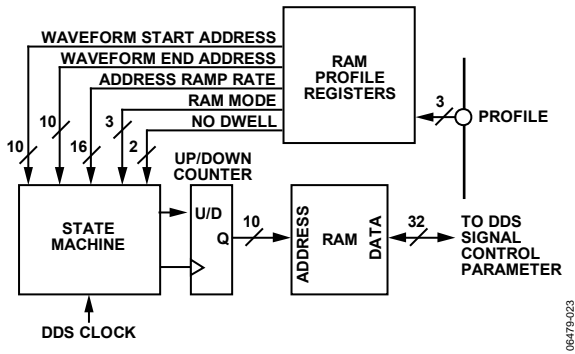 WAVEFORM START ADDRESS
WAVEFORM END ADDRESS
ADDRESS RAMP RATE
RAM MODE
NO DWELL
RAM
PROFILE
REGISTERS
3
PROFILE
10
10
16
3
2
UP/DOWN
COUNTER
STATE
MACHINE
U/D
Q
10
ADDRESS
RAM
DATA
32
TO DDS
SIGNAL
CONTROL
PARAMETER
DDS CLOCK
06479-023